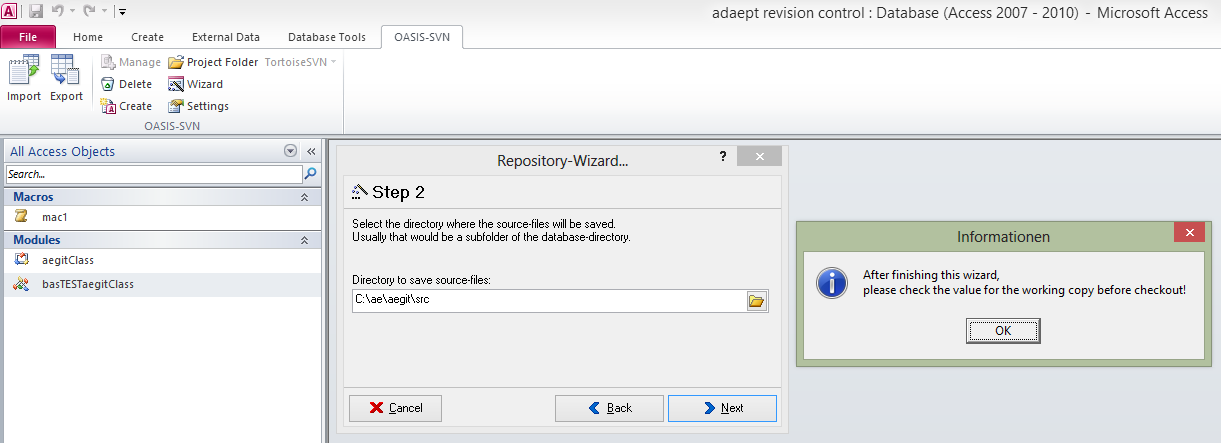 adaept revision control : Database (Access 2007 - 2010) - Microsoft Access
File Home Create External Data Database Tools OASIS-SVN
Import Export Manage Project Folder TortoiseSVN
Delete Wizard
Create Settings
OASIS-SVN
All Access Objects
Search...
Macros
mac1
Modules
aegitClass
basTESTaegitClass
Repository-Wizard... ?
Step 2
Select the directory where the source-files will be saved.
Usually that would be a subfolder of the database-directory.
Directory to save source-files:
C:\ae\aegit\src
Cancel Back Next
Informationen
After finishing this wizard,
please check the value for the working copy before checkout!
OK